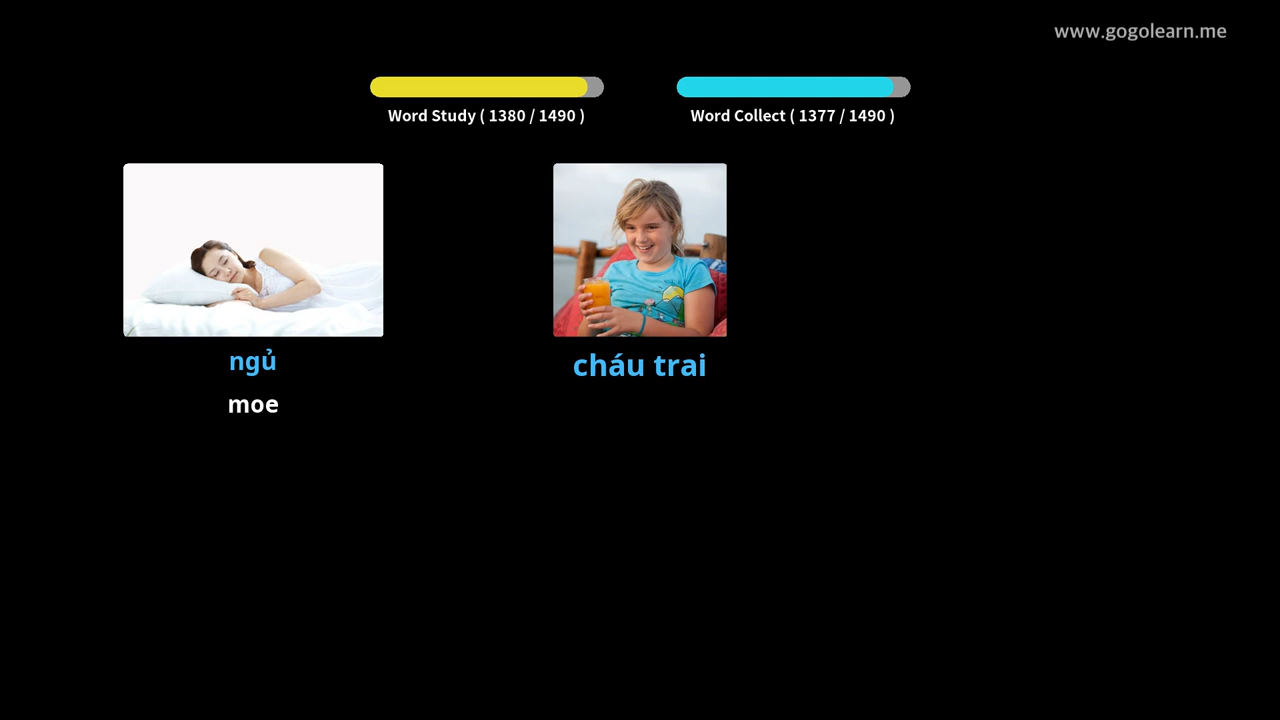 www.gogolearn.me
Word Study ( 1380 / 1490 )
Word Collect ( 1377 / 1490 )
ngủ
cháu trai
moe